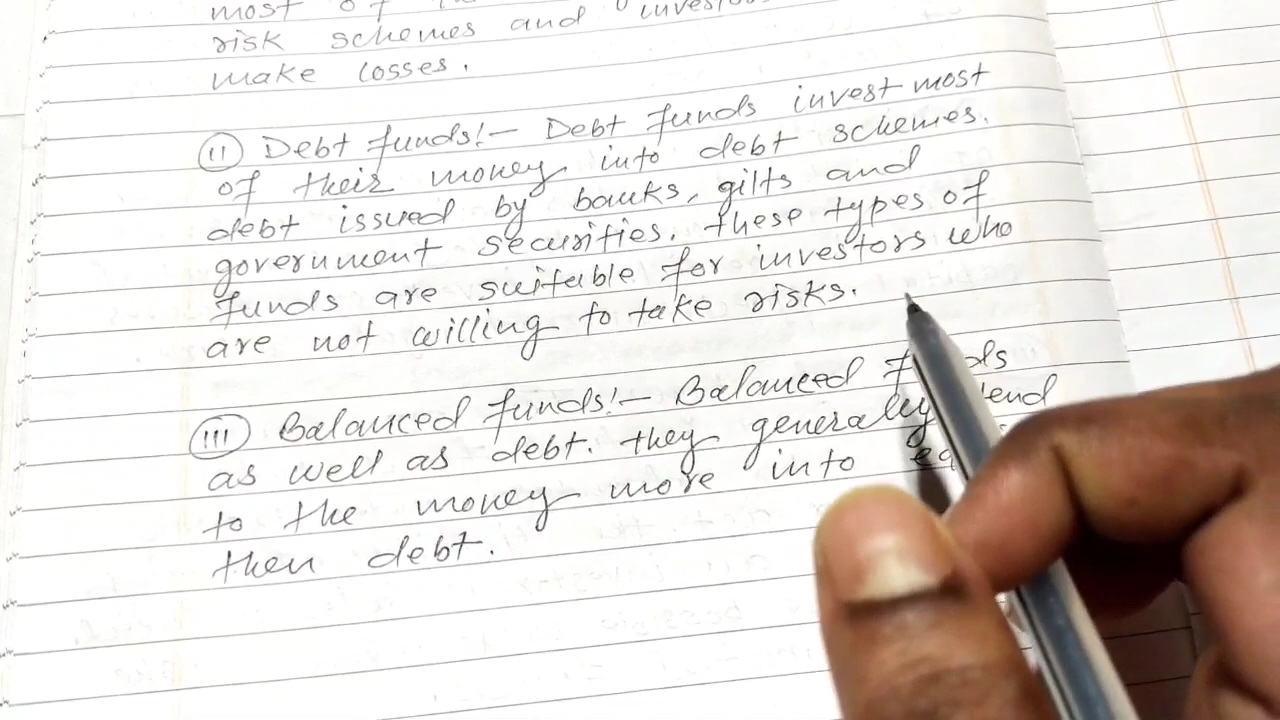 most of
risk schemes and investors
make losses.
(II) Debt funds!- Debt funds invest most
of their money into debt schemes.
debt issued by banks, gilts and
government securities, these types of
funds are suitable for investors who
are not willing to take risks.
(III) Balanced funds!- Balanced
as well as debt. they generally
to the money more into
then debt.